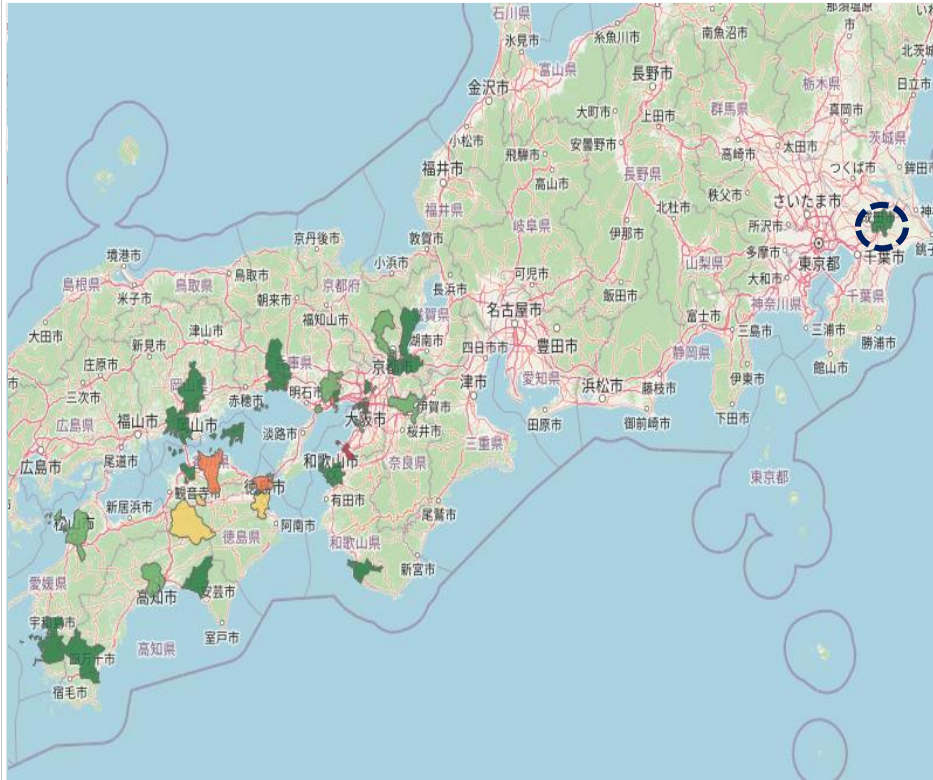 石川県
氷見市
糸魚川市
南魚沼市
那須塩原
市
北茨城
富山県
長野市
栃木県
日立市
金沢市
大町市
上田市
群馬県
真岡市
小松市
安曇野市
高崎市
太田市
茨城県
飛騨市
つくば市
鉾田市
福井市
高山市
長野県
秩父市
さいたま市
福井県
岐阜県
伊那市
北杜市
所沢市
京丹後市
敦賀市
多摩市
東京都
千葉市
銚子
境港市
小浜市
山梨県
大和市
島根県
鳥取県
鳥取市
京都府
長浜市
可児市
飯田市
神奈川県
千葉県
米子市
朝来市
福知山市
名古屋市
富士市
三島市
三浦市
大田市
津山市
湖南市
四日市市
豊田市
静岡県
勝浦市
新見市
館山市
庄原市
明石市
津市
愛知県
浜松市
藤枝市
伊東市
三次市
赤穂市
大阪市
伊賀市
下田市
広島県
福山市
淡路市
桜井市
田原市
御前崎市
広島市
尾道市
和歌山市
奈良県
三重県
東京都
観音寺市
有田市
新居浜市
阿南市
尾鷲市
松山市
徳島県
和歌山県
愛媛県
高知市
安芸市
新宮市
宇和島市
室戸市
四万十市
高知県
宿毛市